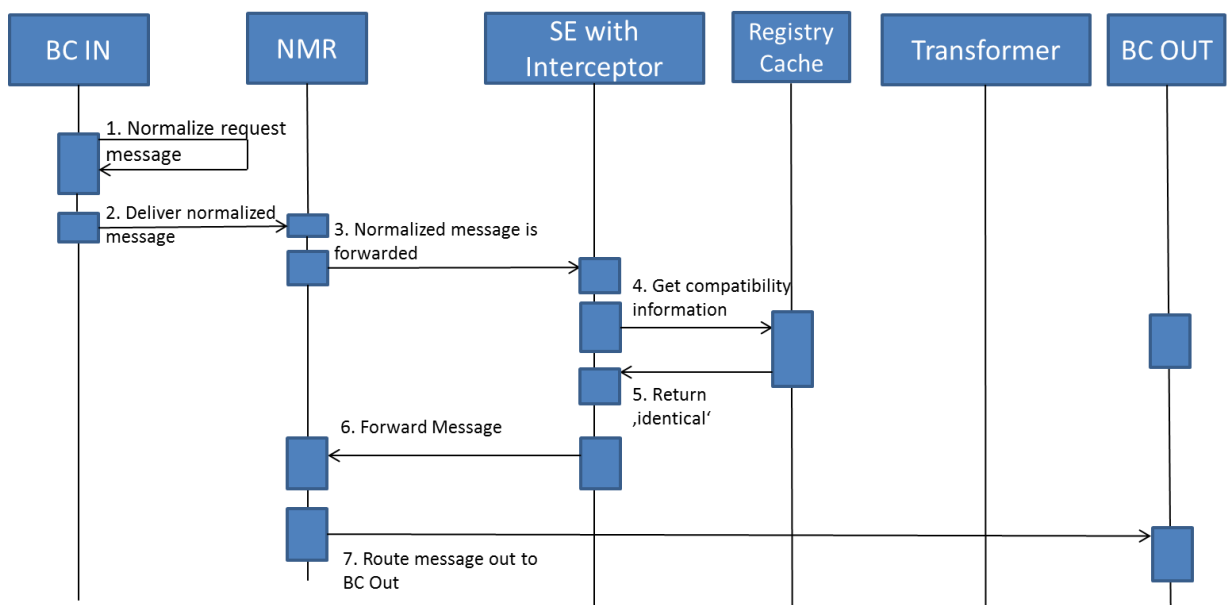 BC IN
NMR
SE with
Interceptor
Registry
Cache
Transformer
BC OUT
1. Normalize request
message
2. Deliver normalized
message
3. Normalized message is
forwarded
4. Get compatibility
information
5. Return
‚identical‘
6. Forward Message
7. Route message out to
BC Out